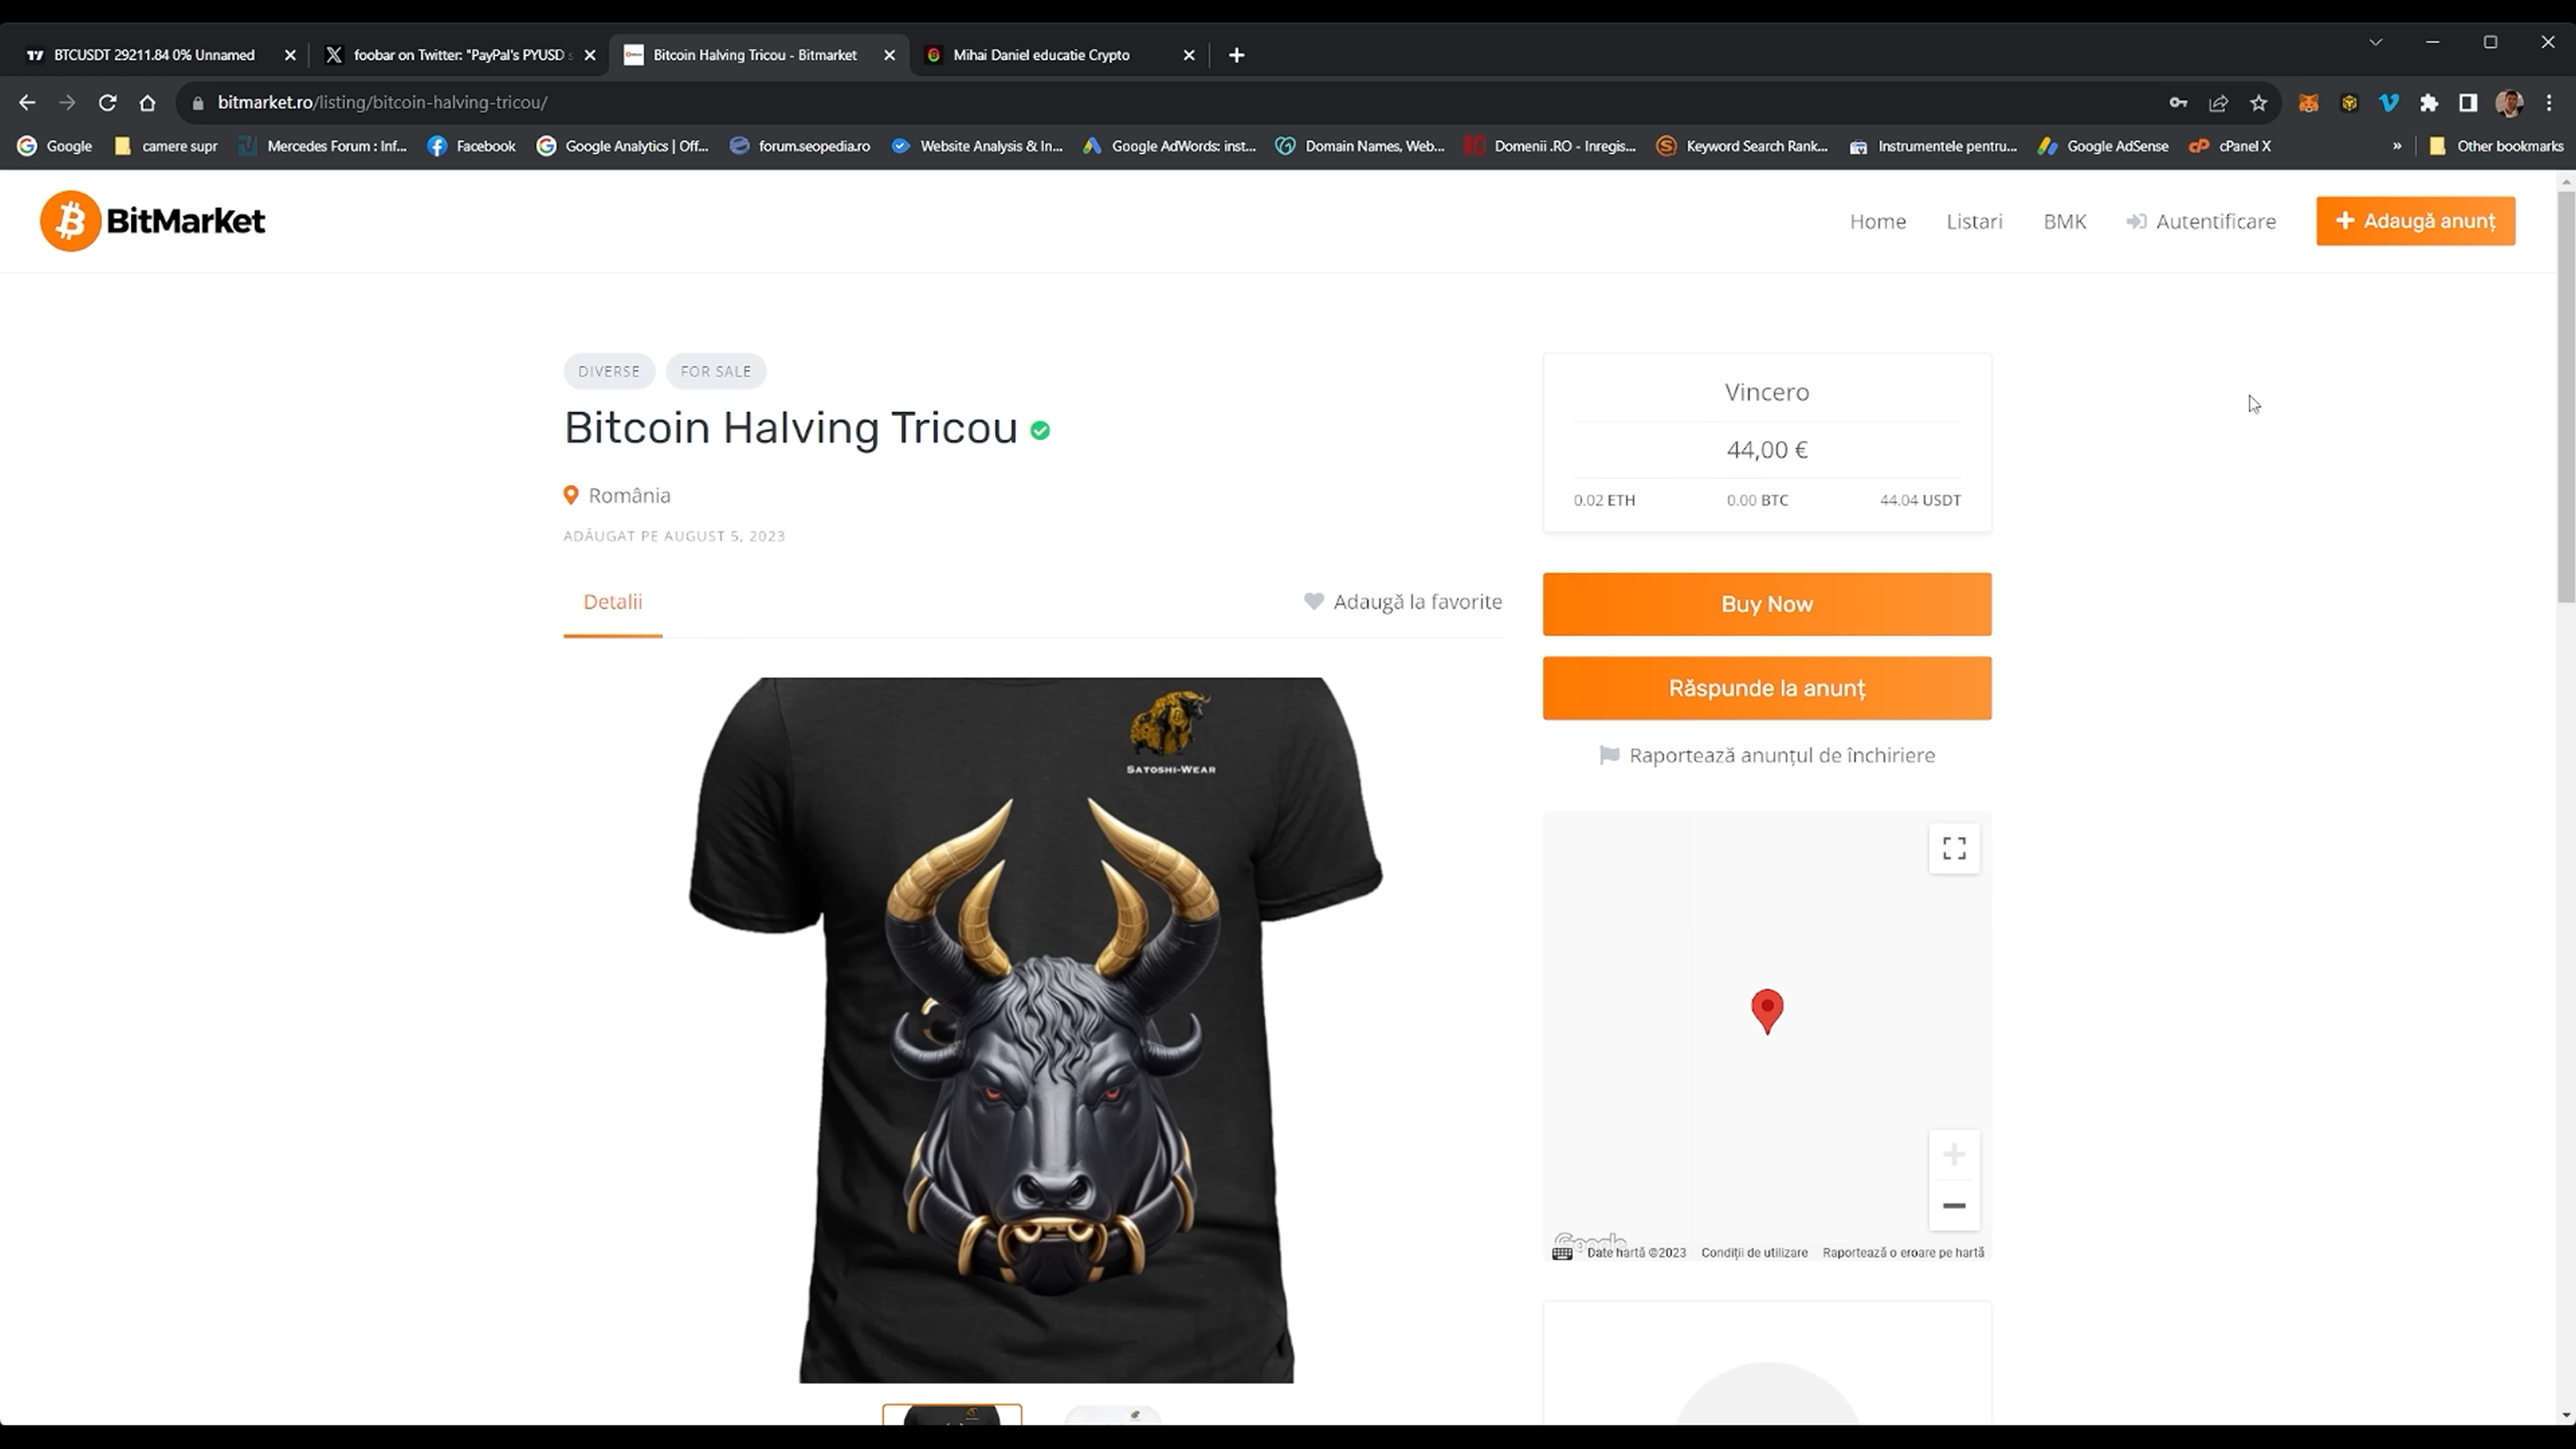 BTCUSDT 29211.84 0% Unnamed
foobar on Twitter: "PayPal's PYUSD
Bitcoin Halving Tricou - Bitmarket
Mihai Daniel educatie Crypto
bitmarket.ro/listing/bitcoin-halving-tricou/
Google
camere supr
Mercedes Forum : Inf...
Facebook
Google Analytics | Off...
forum.seopedia.ro
Website Analysis & In...
Google AdWords: inst...
Domain Names, Web...
Domenii .RO - Inregis...
Keyword Search Rank...
Instrumentele pentru...
Google AdSense
cPanel X
»
Other bookmarks
BitMarket
Home
Listari
BMK
Autentificare
+ Adaugă anunț
DIVERSE
FOR SALE
Bitcoin Halving Tricou
România
ADĂUGAT PE AUGUST 5, 2023
Detalii
Adaugă la favorite
SATOSHI-WEAR
Vincero
44,00 €
0.02 ETH
0.00 BTC
44.04 USDT
Buy Now
Răspunde la anunț
Raportează anunțul de închiriere
Google
Date hartă ©2023
Condiții de utilizare
Raportează o eroare pe hartă